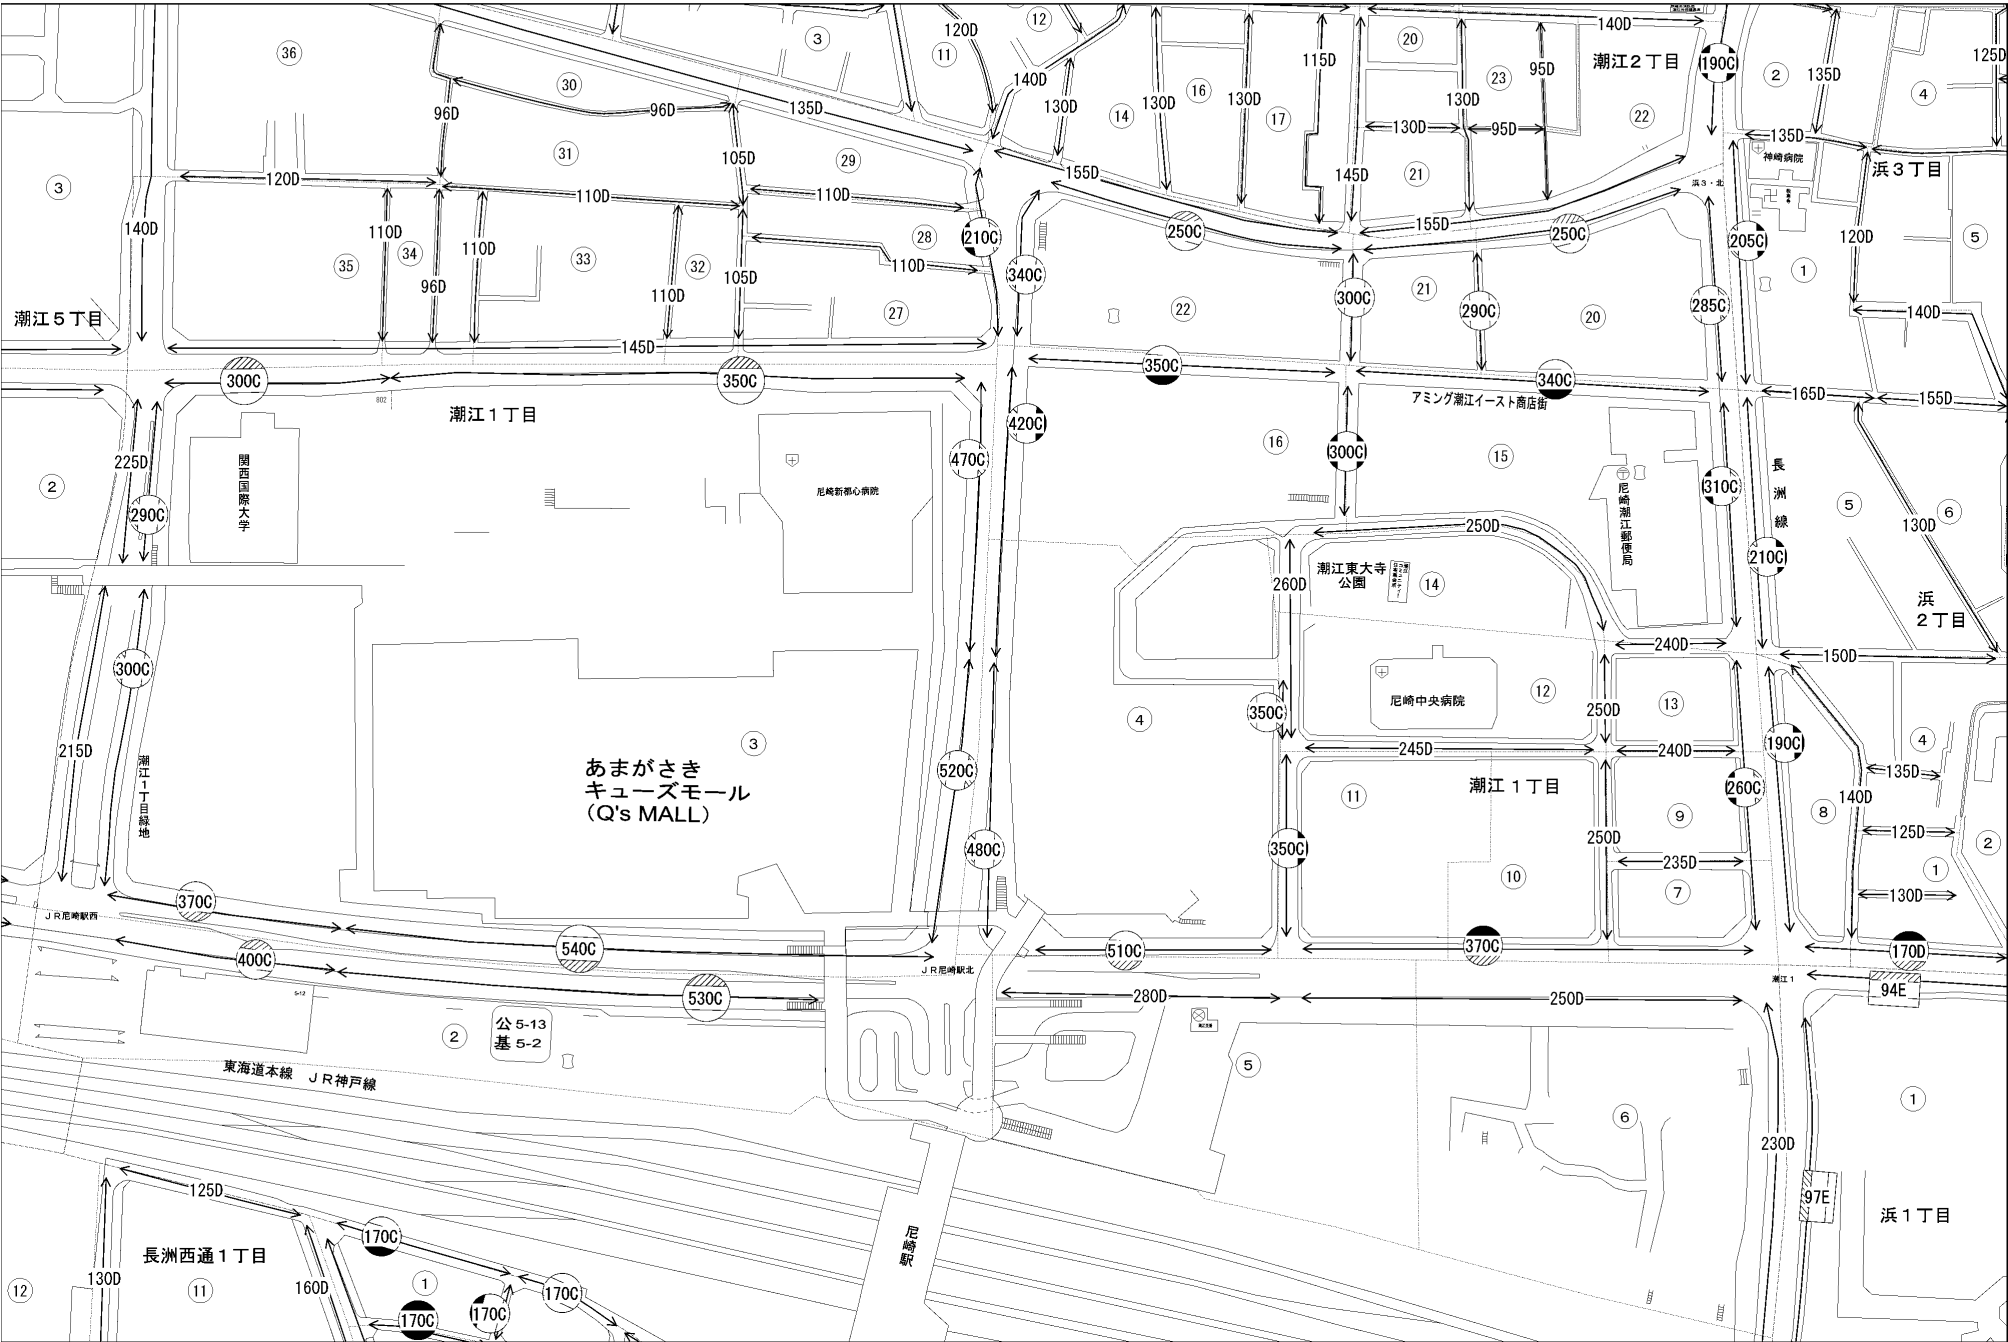 12
140D
36
3
120D
11
20
潮江2丁目
125D
115D
190C
23
95D
2
135D
30
140D
4
96D
96D
135D
130D
14
130D
16
130D
17
130D
22
130D
95D
135D
31
105D
29
神崎病院
120D
155D
145D
21
浜3丁目
3
110D
110D
浜3・北
140D
110D
34
110D
33
28
210C
250C
155D
250C
205C
120D
5
35
32
105D
110D
340C
1
96D
110D
300C
21
290C
285C
潮江5丁目
27
22
20
140D
145D
300C
350C
350C
340C
165D
155D
802
潮江1丁目
アミング潮江イースト商店街
420C
225D
関西国際大学
470C
16
300C
15
長洲線
2
尼崎新都心病院
310C
尼崎潮江郵便局
5
6
290C
250D
130D
210C
260D
潮江東大寺
公園
14
浜
2丁目
300C
240D
150D
12
尼崎中央病院
350C
250D
13
4
215D
3
245D
240D
190C
4
潮江1丁目緑地
あまがさき
キューズモール
(Q's MALL)
520C
潮江1丁目
260C
135D
11
140D
8
9
125D
480C
350C
250D
2
235D
1
10
7
370C
130D
JR尼崎駅西
400C
540C
510C
370C
170D
JR尼崎駅北
潮江1
5-12
530C
280D
250D
94E
2
公5-13
基5-2
5
東海道本線 JR神戸線
6
1
230D
125D
97E
尼崎駅
170C
浜1丁目
長洲西通1丁目
130D
160D
1
170C
12
11
170C
170C